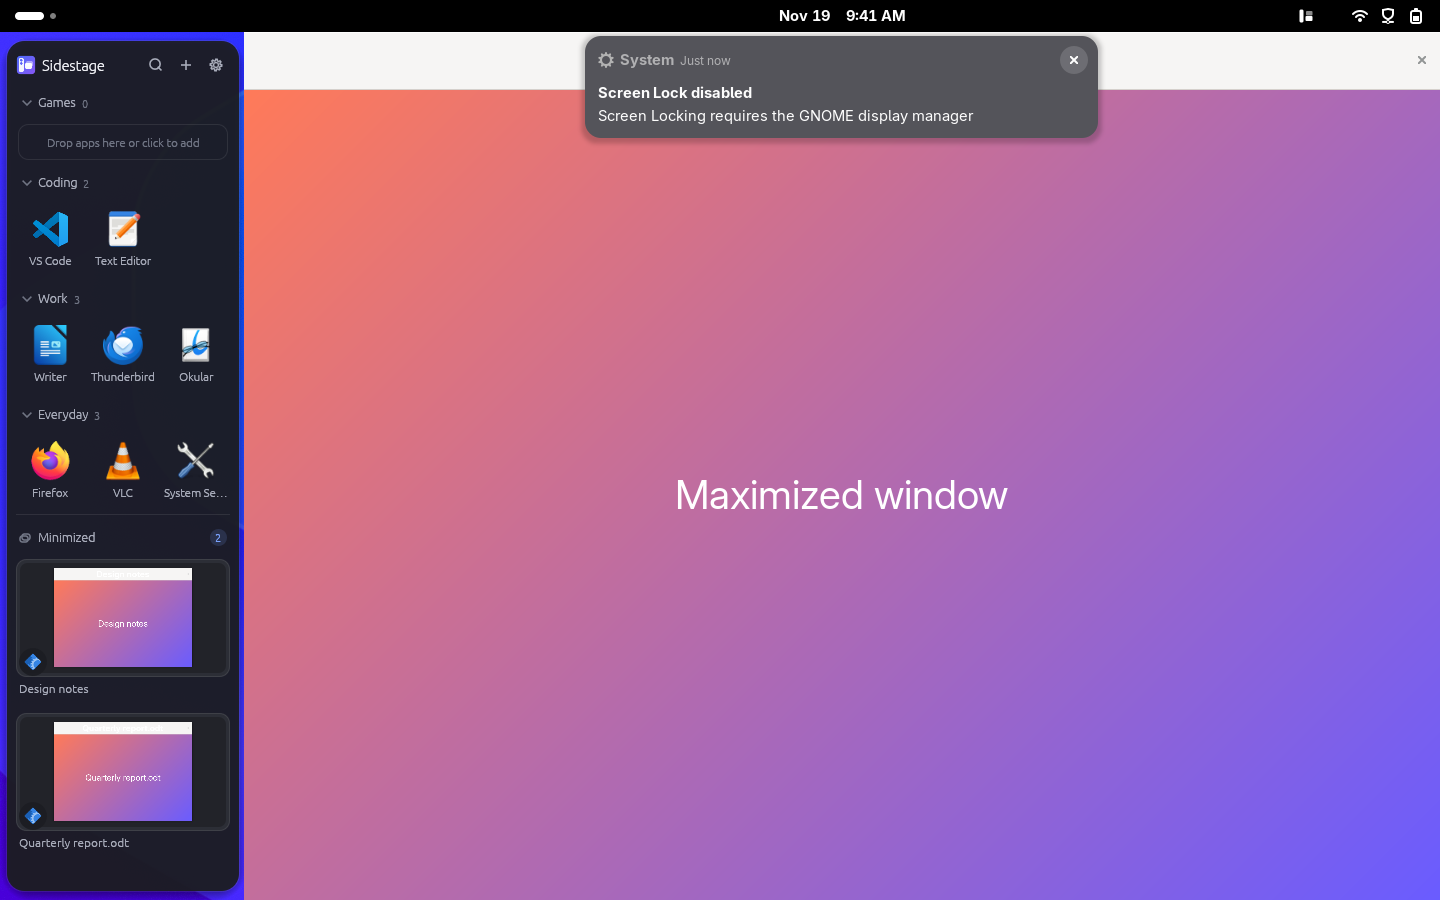 Nov 19 9:41 AM
Sidestage
Games 0
Drop apps here or click to add
Coding 2
VS Code
Text Editor
Work 3
Writer
Thunderbird
Okular
Everyday 3
Firefox
VLC
System Se...
Minimized 2
Design notes
Design notes
Quarterly report.odt
Quarterly report.odt
System Just now
Screen Lock disabled
Screen Locking requires the GNOME display manager
Maximized window